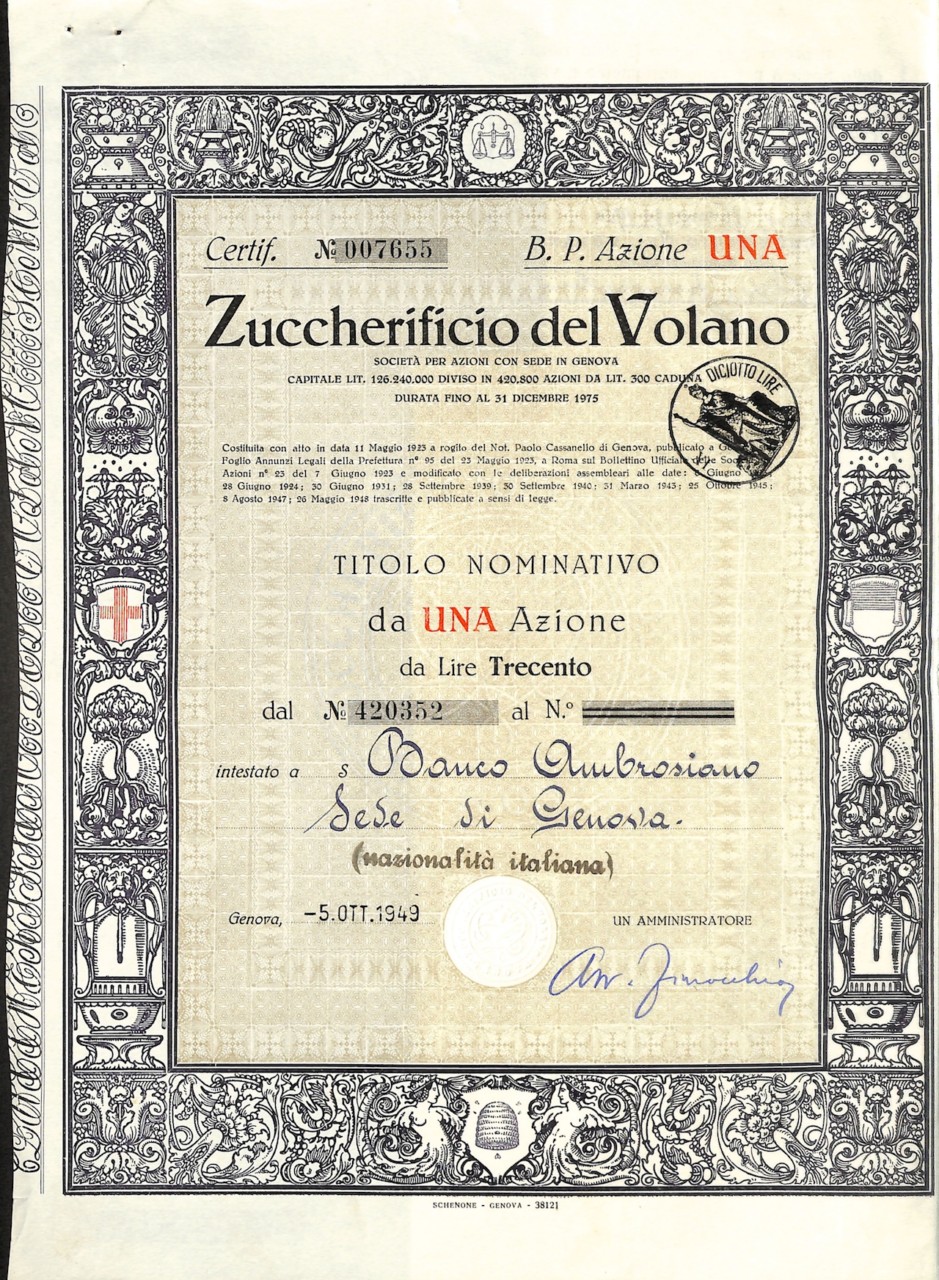 Certif. № 007655
B. P. Azione UNA
Zuccherificio del Volano
SOCIETÀ PER AZIONI CON SEDE IN GENOVA
CAPITALE LIT. 126.240.000 DIVISO IN 420.800 AZIONI DA LIT. 300 CADUNA
DURATA FINO AL 31 DICEMBRE 1975
DICIOTTO LIRE
Costituita con atto in data 11 Maggio 1923 a rogito del Not. Paolo Cassanello di Genova, pubblicato a
Foglio Annunzi Legali della Prefettura n° 95 del 23 Maggio 1923, a Roma sul Bollettino Ufficiale delle
Azioni n° 23 del 7 Giugno 1923 e modificato con le deliberazioni assembleari alle date: Giugno
28 Giugno 1924; 30 Giugno 1931; 28 Settembre 1939; 30 Settembre 1940; 31 Marzo 1943; 25 Ottobre 1945;
8 Agosto 1947; 26 Maggio 1948 trascritte e pubblicate a sensi di legge.
TITOLO NOMINATIVO
da UNA Azione
da Lire Trecento
dal № 420352 al N.°
intestato a s Banco Ambrosiano
Sede di Genova.
(nazionalità italiana)
Genova, -5.OTT.1949
UN AMMINISTRATORE
SCHENONE - GENOVA - 38121